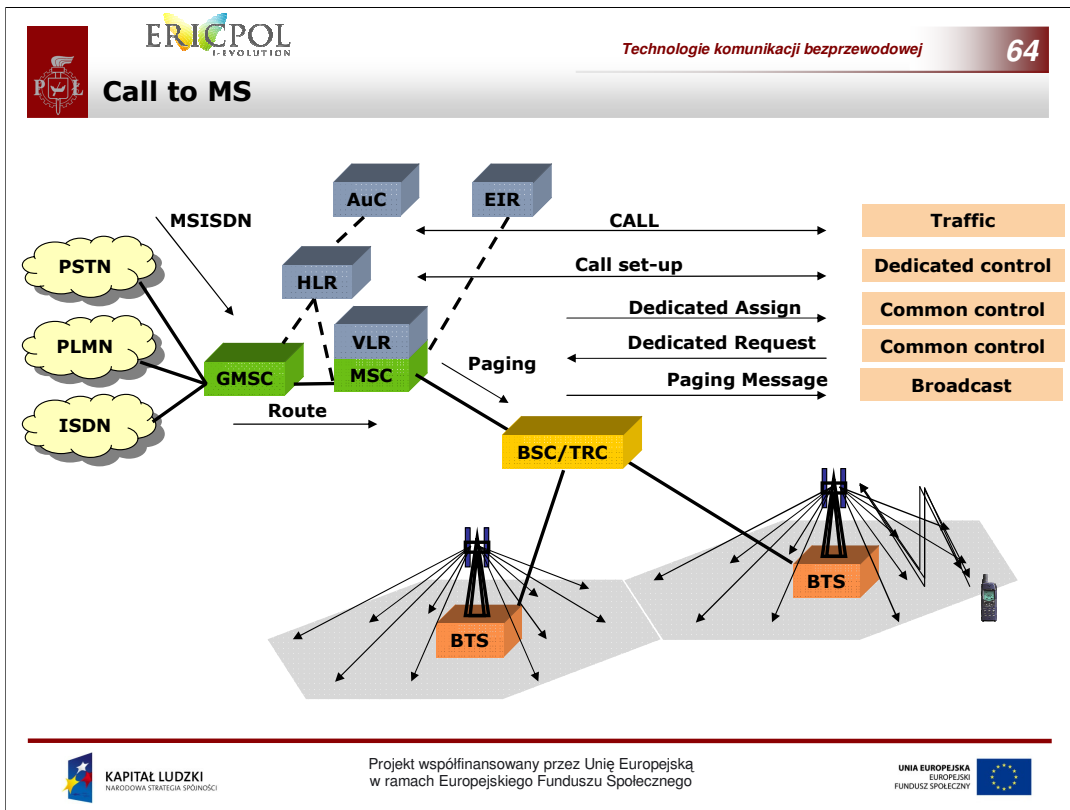 ERICPOL
I-EVOLUTION
Technologie komunikacji bezprzewodowej
64
P Ł
Call to MS
AuC
EIR
MSISDN
CALL
Traffic
PSTN
HLR
Call set-up
Dedicated control
Dedicated Assign
Common control
PLMN
VLR
Dedicated Request
Common control
GMSC
MSC
Paging
Paging Message
Broadcast
ISDN
Route
BSC/TRC
BTS
BTS
KAPITAŁ LUDZKI
NARODOWA STRATEGIA SPÓJNOŚCI
Projekt współfinansowany przez Unię Europejską
w ramach Europejskiego Funduszu Społecznego
UNIA EUROPEJSKA
EUROPEJSKI
FUNDUSZ SPOŁECZNY